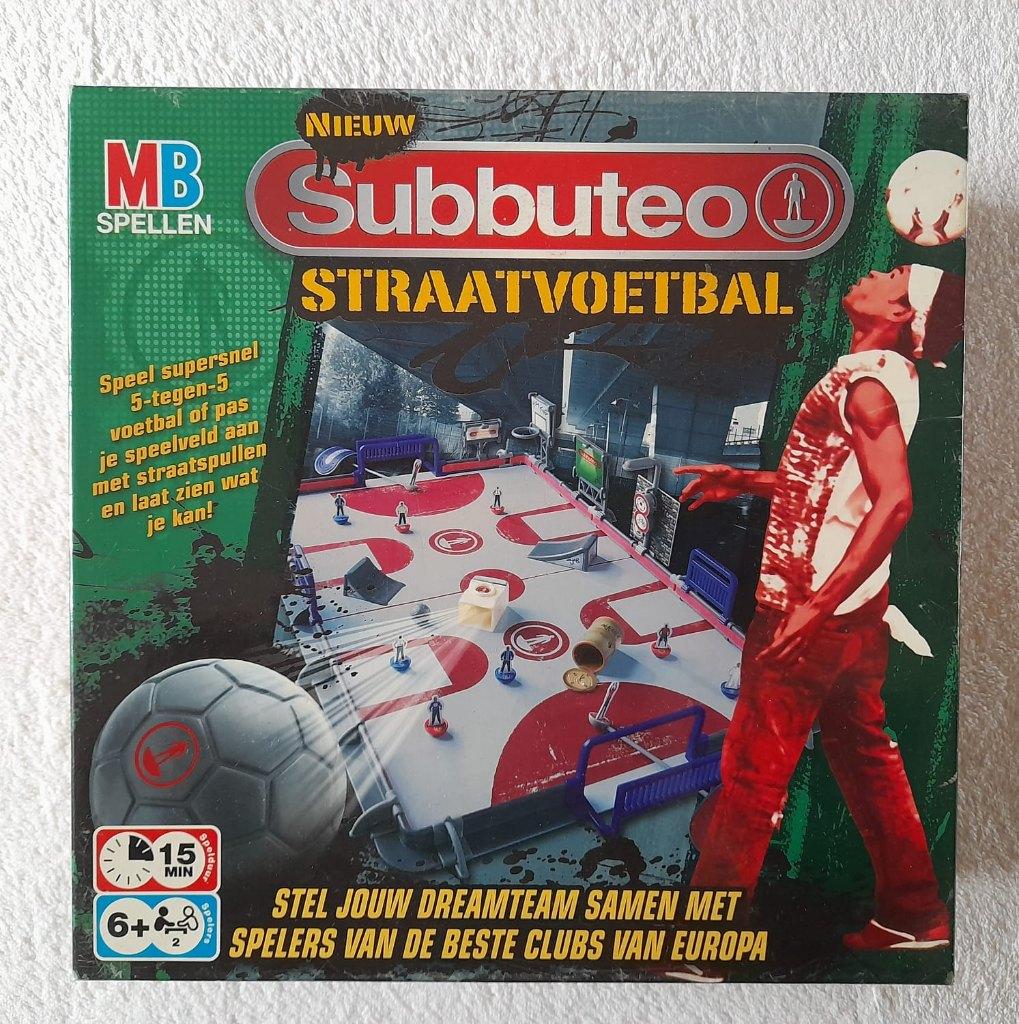 NIEUW
MB
SPELLEN
Subbuteo
STRAATVOETBAL
Speel supersnel
5-tegen-5
voetbal of pas
je speelveld aan
met straatspullen
en laat zien wat
je kan!
15
MIN
Speelduur
6+
2
Spelers
STEL JOUW DREAMTEAM SAMEN MET
SPELERS VAN DE BESTE CLUBS VAN EUROPA